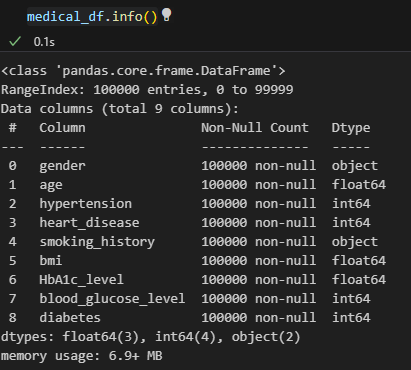 medical_df.info()
0.1s
<class 'pandas.core.frame.DataFrame'>
RangeIndex: 100000 entries, 0 to 99999
Data columns (total 9 columns):
 #   Column               Non-Null Count   Dtype
---  ------               --------------   -----
 0   gender               100000 non-null  object
 1   age                  100000 non-null  float64
 2   hypertension         100000 non-null  int64
 3   heart_disease        100000 non-null  int64
 4   smoking_history      100000 non-null  object
 5   bmi                  100000 non-null  float64
 6   HbA1c_level          100000 non-null  float64
 7   blood_glucose_level  100000 non-null  int64
 8   diabetes             100000 non-null  int64
dtypes: float64(3), int64(4), object(2)
memory usage: 6.9+ MB